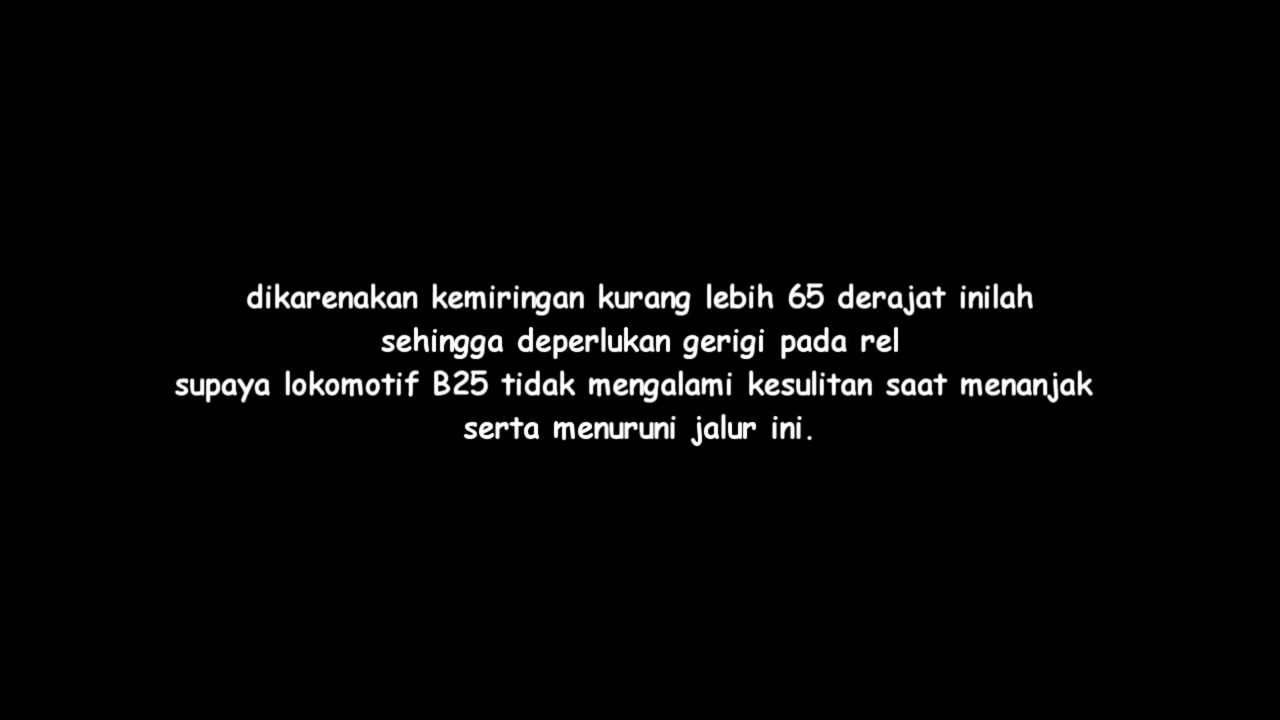 dikarenakan kemiringan kurang lebih 65 derajat inilah
sehingga deperlukan gerigi pada rel
supaya lokomotif B25 tidak mengalami kesulitan saat menanjak
serta menuruni jalur ini.